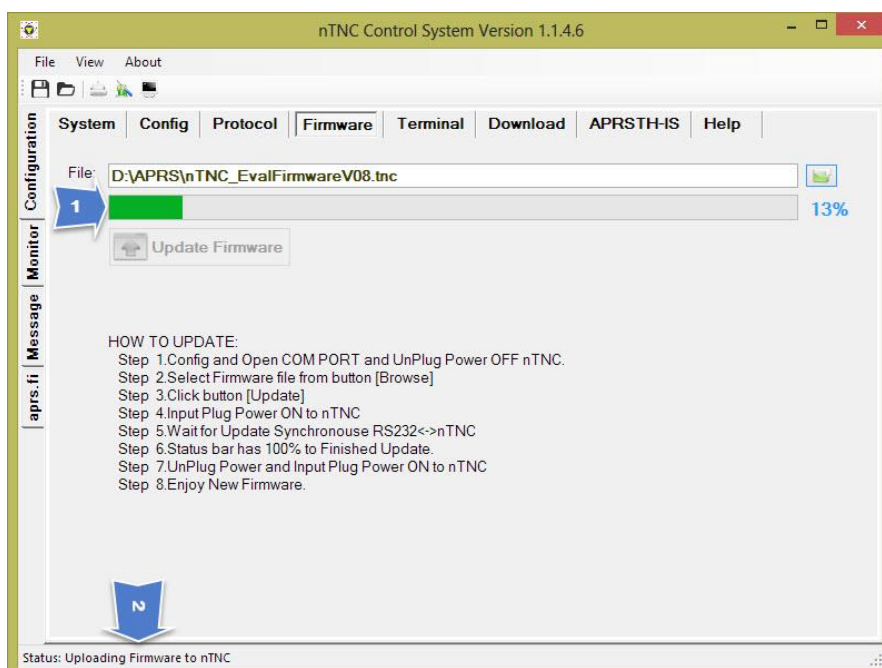 nTNC Control System Version 1.1.4.6
File View About
System Config Protocol Firmware Terminal Download APRSTH-IS Help
Configuration
Monitor
Message
aprs.fi
File: D:\APRS\nTNC_EvalFirmwareV08.tnc
1
13%
Update Firmware
HOW TO UPDATE:
Step 1.Config and Open COM PORT and UnPlug Power OFF nTNC.
Step 2.Select Firmware file from button [Browse]
Step 3.Click button [Update]
Step 4.Input Plug Power ON to nTNC
Step 5.Wait for Update Synchronouse RS232<->nTNC
Step 6.Status bar has 100% to Finished Update.
Step 7.UnPlug Power and Input Plug Power ON to nTNC
Step 8.Enjoy New Firmware.
2
Status: Uploading Firmware to nTNC